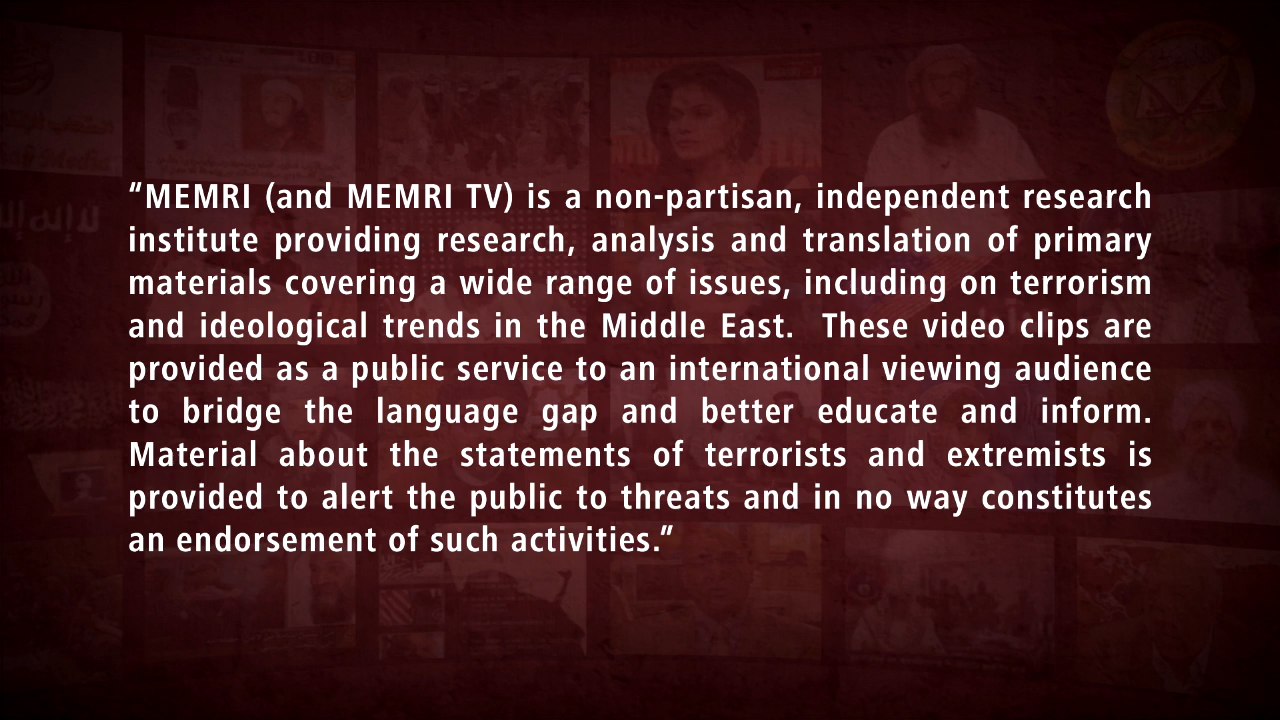 “MEMRI (and MEMRI TV) is a non-partisan, independent research
institute providing research, analysis and translation of primary
materials covering a wide range of issues, including on terrorism
and ideological trends in the Middle East.  These video clips are
provided as a public service to an international viewing audience
to bridge the language gap and better educate and inform.
Material about the statements of terrorists and extremists is
provided to alert the public to threats and in no way constitutes
an endorsement of such activities.”